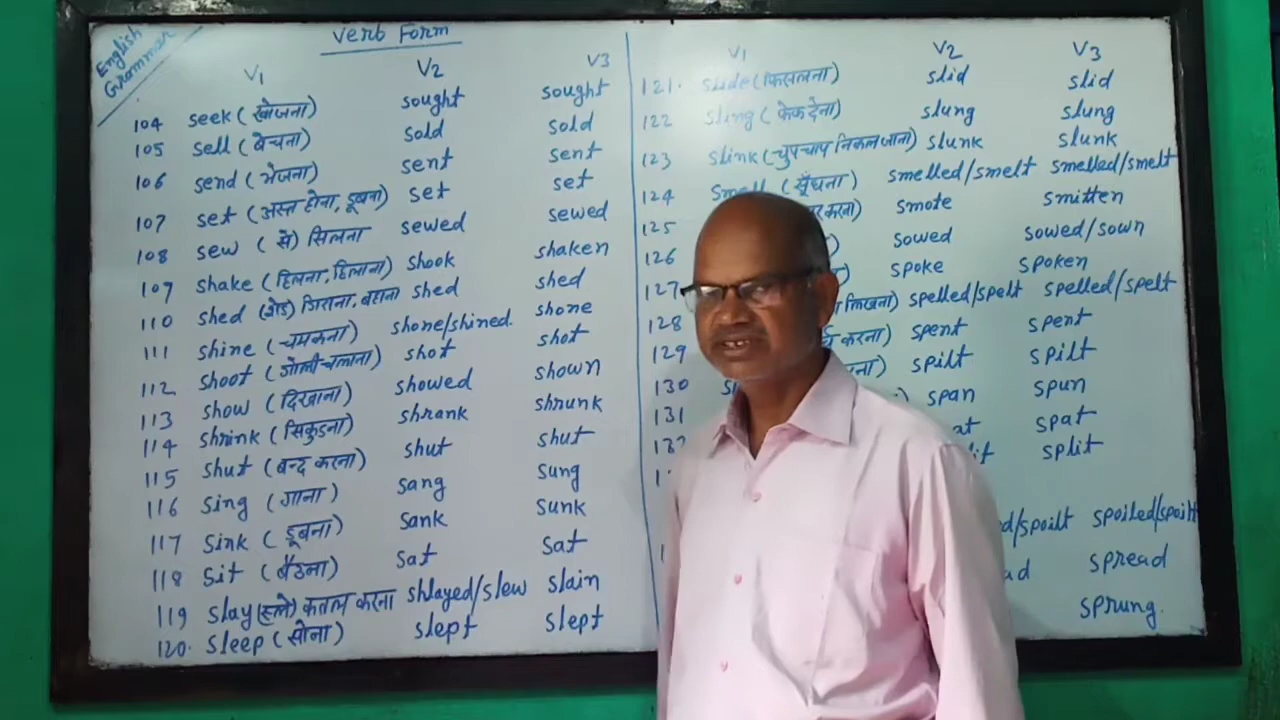 English Grammar
Verb Form
V1 V2 V3
104 seek (खोजना) sought sought
105 sell (बेचना) sold sold
106 send (भेजना) sent sent
107 set (अस्त होना, डूबना) set set
108 sew (से) सिलना sewed sewed
109 shake (हिलना, हिलाना) shook shaken
110 shed (शेड) गिराना, बहाना shed shed
111 shine (चमकना) shone/shined. shone
112 shoot (गोली चलाना) shot shot
113 show (दिखाना) showed shown
114 shrink (सिकुडना) shrank shrunk
115 shut (बन्द करना) shut shut
116 sing (गाना) sang sung
117 sink (डूबना) sank sunk
118 sit (बैठना) sat sat
119 slay (स्ले) कतल करना shlayed/slew slain
120. sleep (सोना) slept slept
V1 V2 V3
121. slide (फिसलना) slid slid
122 sling (फेक देना) slung slung
123 slink (चुपचाप निकल जाना) slunk slunk
124 smell (सूँघना) smelled/smelt smelled/smelt
125 करना) smote smitten
126 sowed sowed/sown
127 spoke spoken
128 लिखना) spelled/spelt spelled/spelt
129 करना) spent spent
130 spilt spilt
131 span spun
132 spat
split
spoiled/spoilt
spread
sprung.